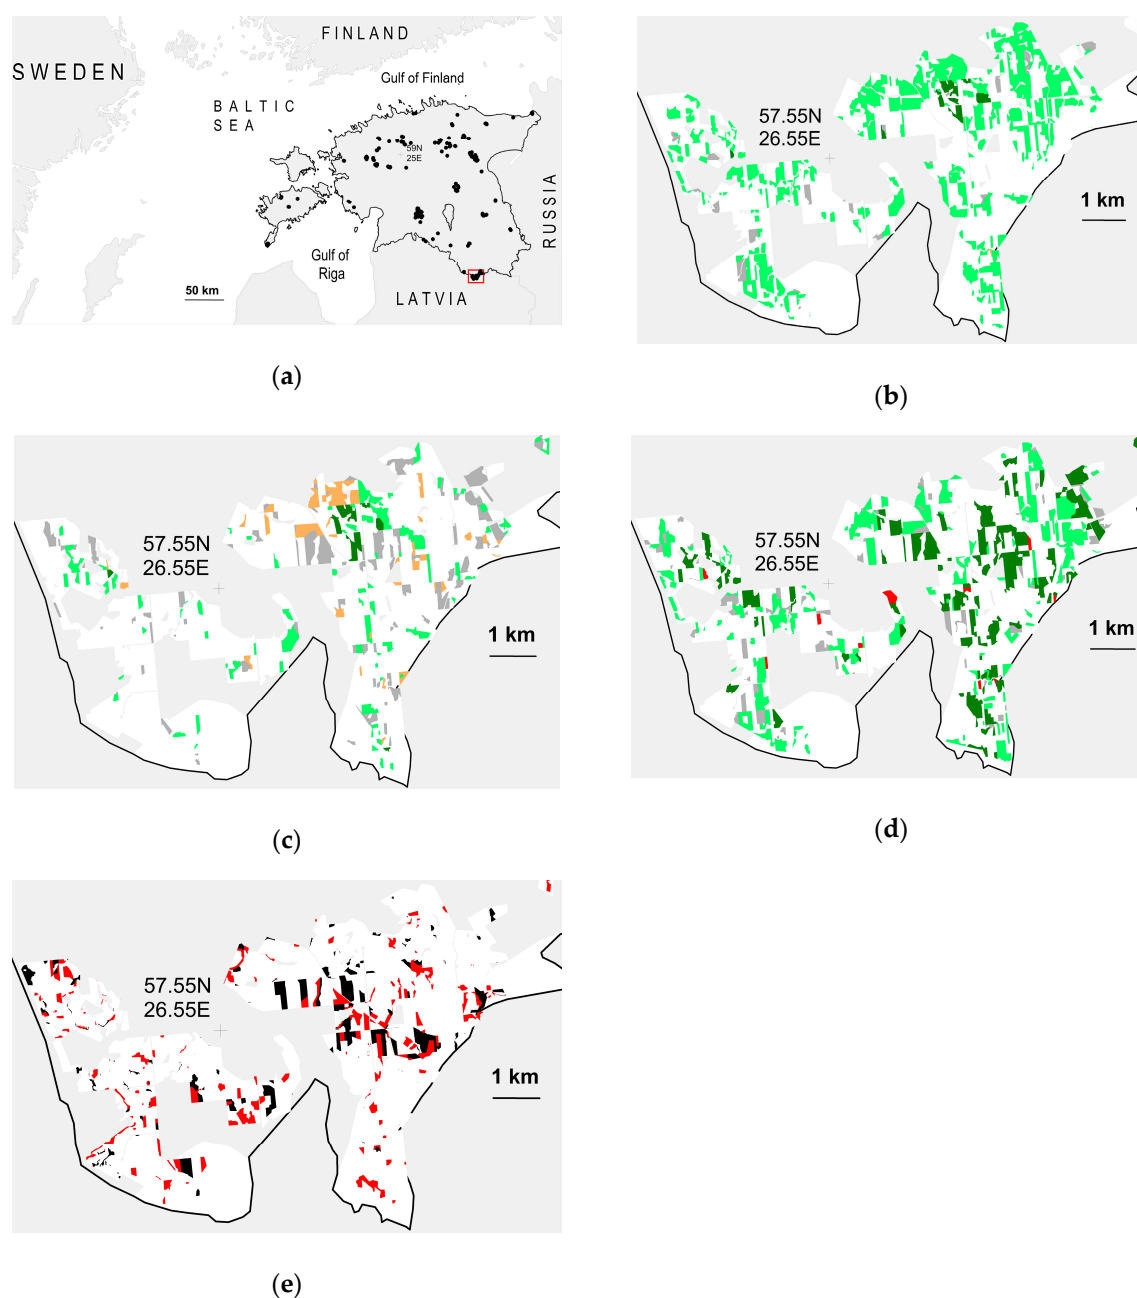 FINLAND
SWEDEN
Gulf of Finland
BALTIC
SEA
59N
25E
RUSSIA
Gulf of
Riga
50 km
LATVIA
(a)
57.55N
26.55E
1 km
(b)
57.55N
26.55E
1 km
(c)
57.55N
26.55E
1 km
(d)
57.55N
26.55E
1 km
(e)